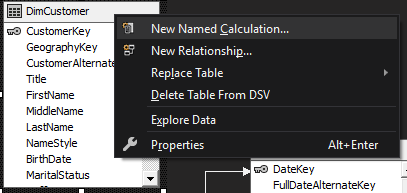 DimCustomer
CustomerKey
GeographyKey
CustomerAlternate
Title
FirstName
MiddleName
LastName
NameStyle
BirthDate
MaritalStatus
New Named Calculation...
New Relationship...
Replace Table
Delete Table From DSV
Explore Data
Properties Alt+Enter
DateKey
FullDateAlternateKey